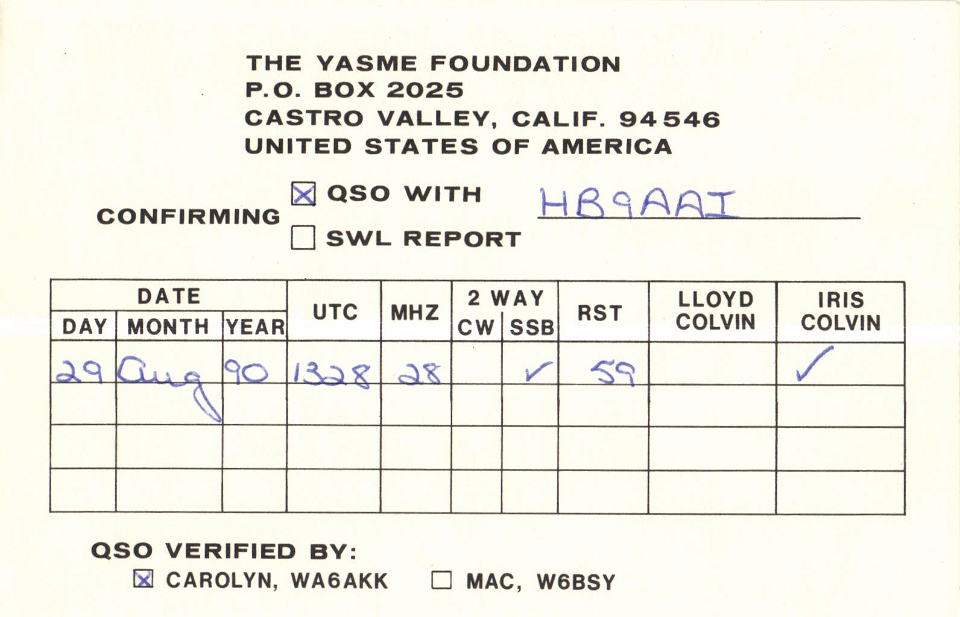 THE YASME FOUNDATION
P.O. BOX 2025
CASTRO VALLEY, CALIF. 94546
UNITED STATES OF AMERICA
CONFIRMING
☒ QSO WITH HB9AAI
☐ SWL REPORT
DATE UTC MHZ 2 WAY RST LLOYD COLVIN IRIS COLVIN
DAY MONTH YEAR CW SSB
29 Aug 90 1328 28 ✓ 59 ✓
QSO VERIFIED BY:
☒ CAROLYN, WA6AKK ☐ MAC, W6BSY